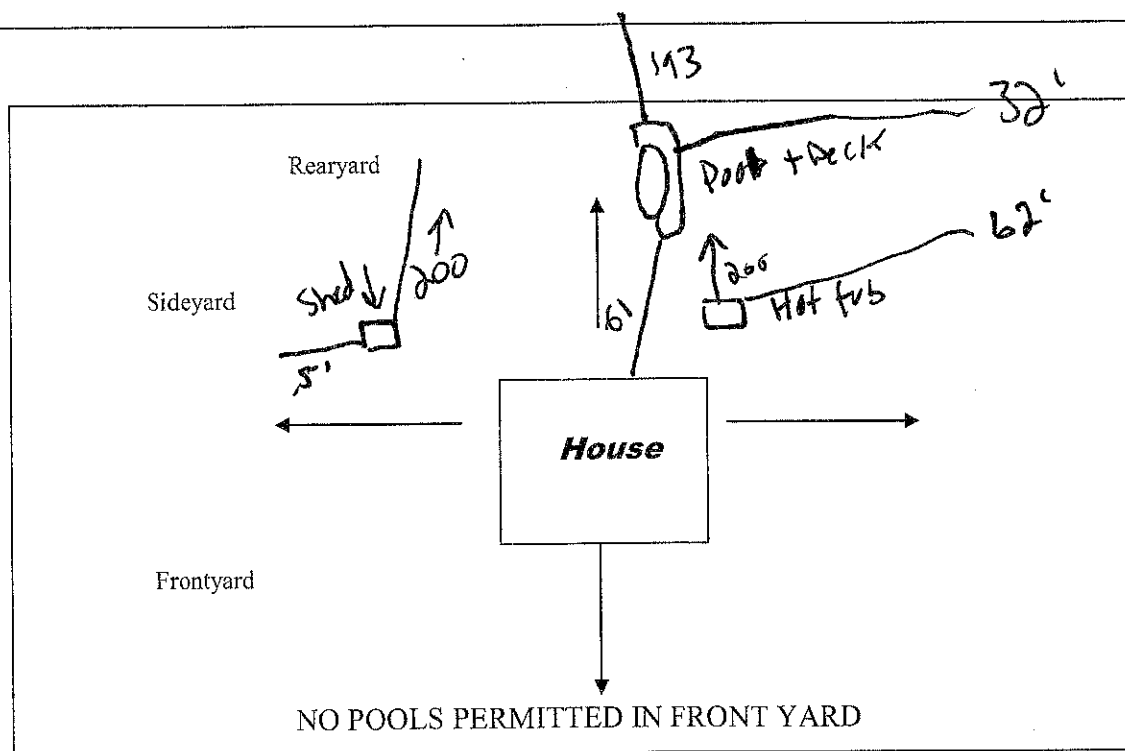 193
32'
Pool + Deck
Rearyard
62'
200
200
Shed
Sideyard
Hot tub
61
5'
House
Frontyard
NO POOLS PERMITTED IN FRONT YARD